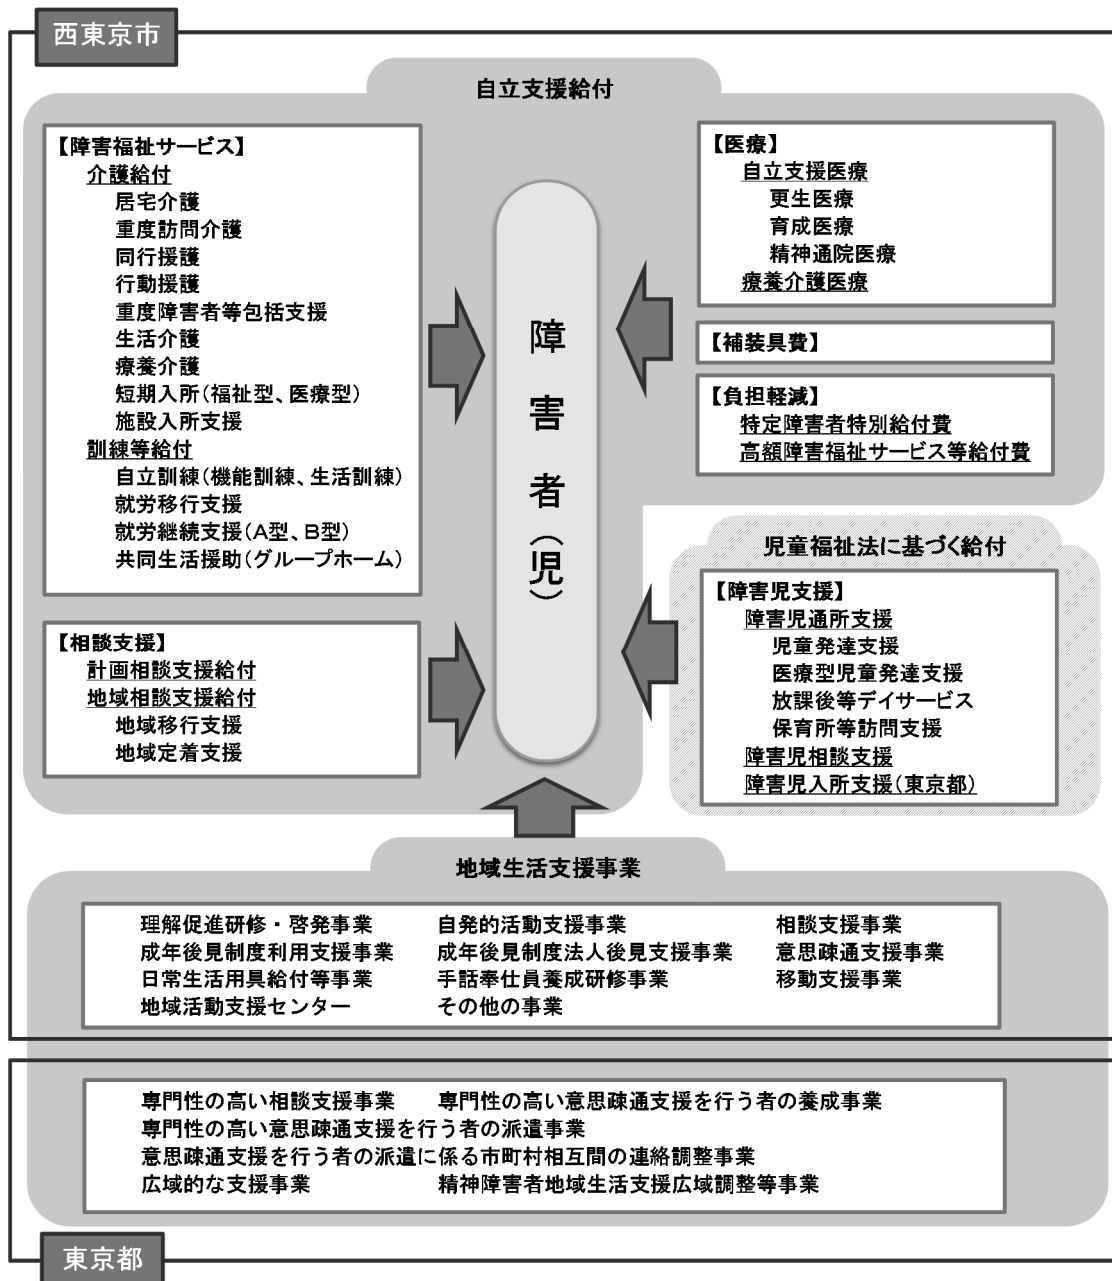 西東京市
自立支援給付
【障害福祉サービス】
介護給付
居宅介護
重度訪問介護
同行援護
行動援護
重度障害者等包括支援
生活介護
療養介護
短期入所(福祉型、医療型)
施設入所支援
訓練等給付
自立訓練(機能訓練、生活訓練)
就労移行支援
就労継続支援(A型、B型)
共同生活援助(グループホーム)
【相談支援】
計画相談支援給付
地域相談支援給付
地域移行支援
地域定着支援
障害者(児)
【医療】
自立支援医療
更生医療
育成医療
精神通院医療
療養介護医療
【補装具費】
【負担軽減】
特定障害者特別給付費
高額障害福祉サービス等給付費
児童福祉法に基づく給付
【障害児支援】
障害児通所支援
児童発達支援
医療型児童発達支援
放課後等デイサービス
保育所等訪問支援
障害児相談支援
障害児入所支援(東京都)
地域生活支援事業
理解促進研修・啓発事業 自発的活動支援事業 相談支援事業
成年後見制度利用支援事業 成年後見制度法人後見支援事業 意思疎通支援事業
日常生活用具給付等事業 手話奉仕員養成研修事業 移動支援事業
地域活動支援センター その他の事業
専門性の高い相談支援事業 専門性の高い意思疎通支援を行う者の養成事業
専門性の高い意思疎通支援を行う者の派遣事業
意思疎通支援を行う者の派遣に係る市町村相互間の連絡調整事業
広域的な支援事業 精神障害者地域生活支援広域調整等事業
東京都